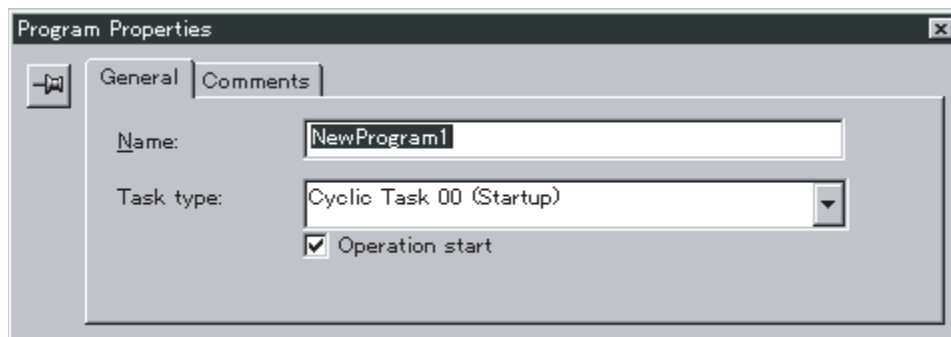 Program Properties
General Comments
Name: NewProgram1
Task type: Cyclic Task 00 (Startup)
Operation start